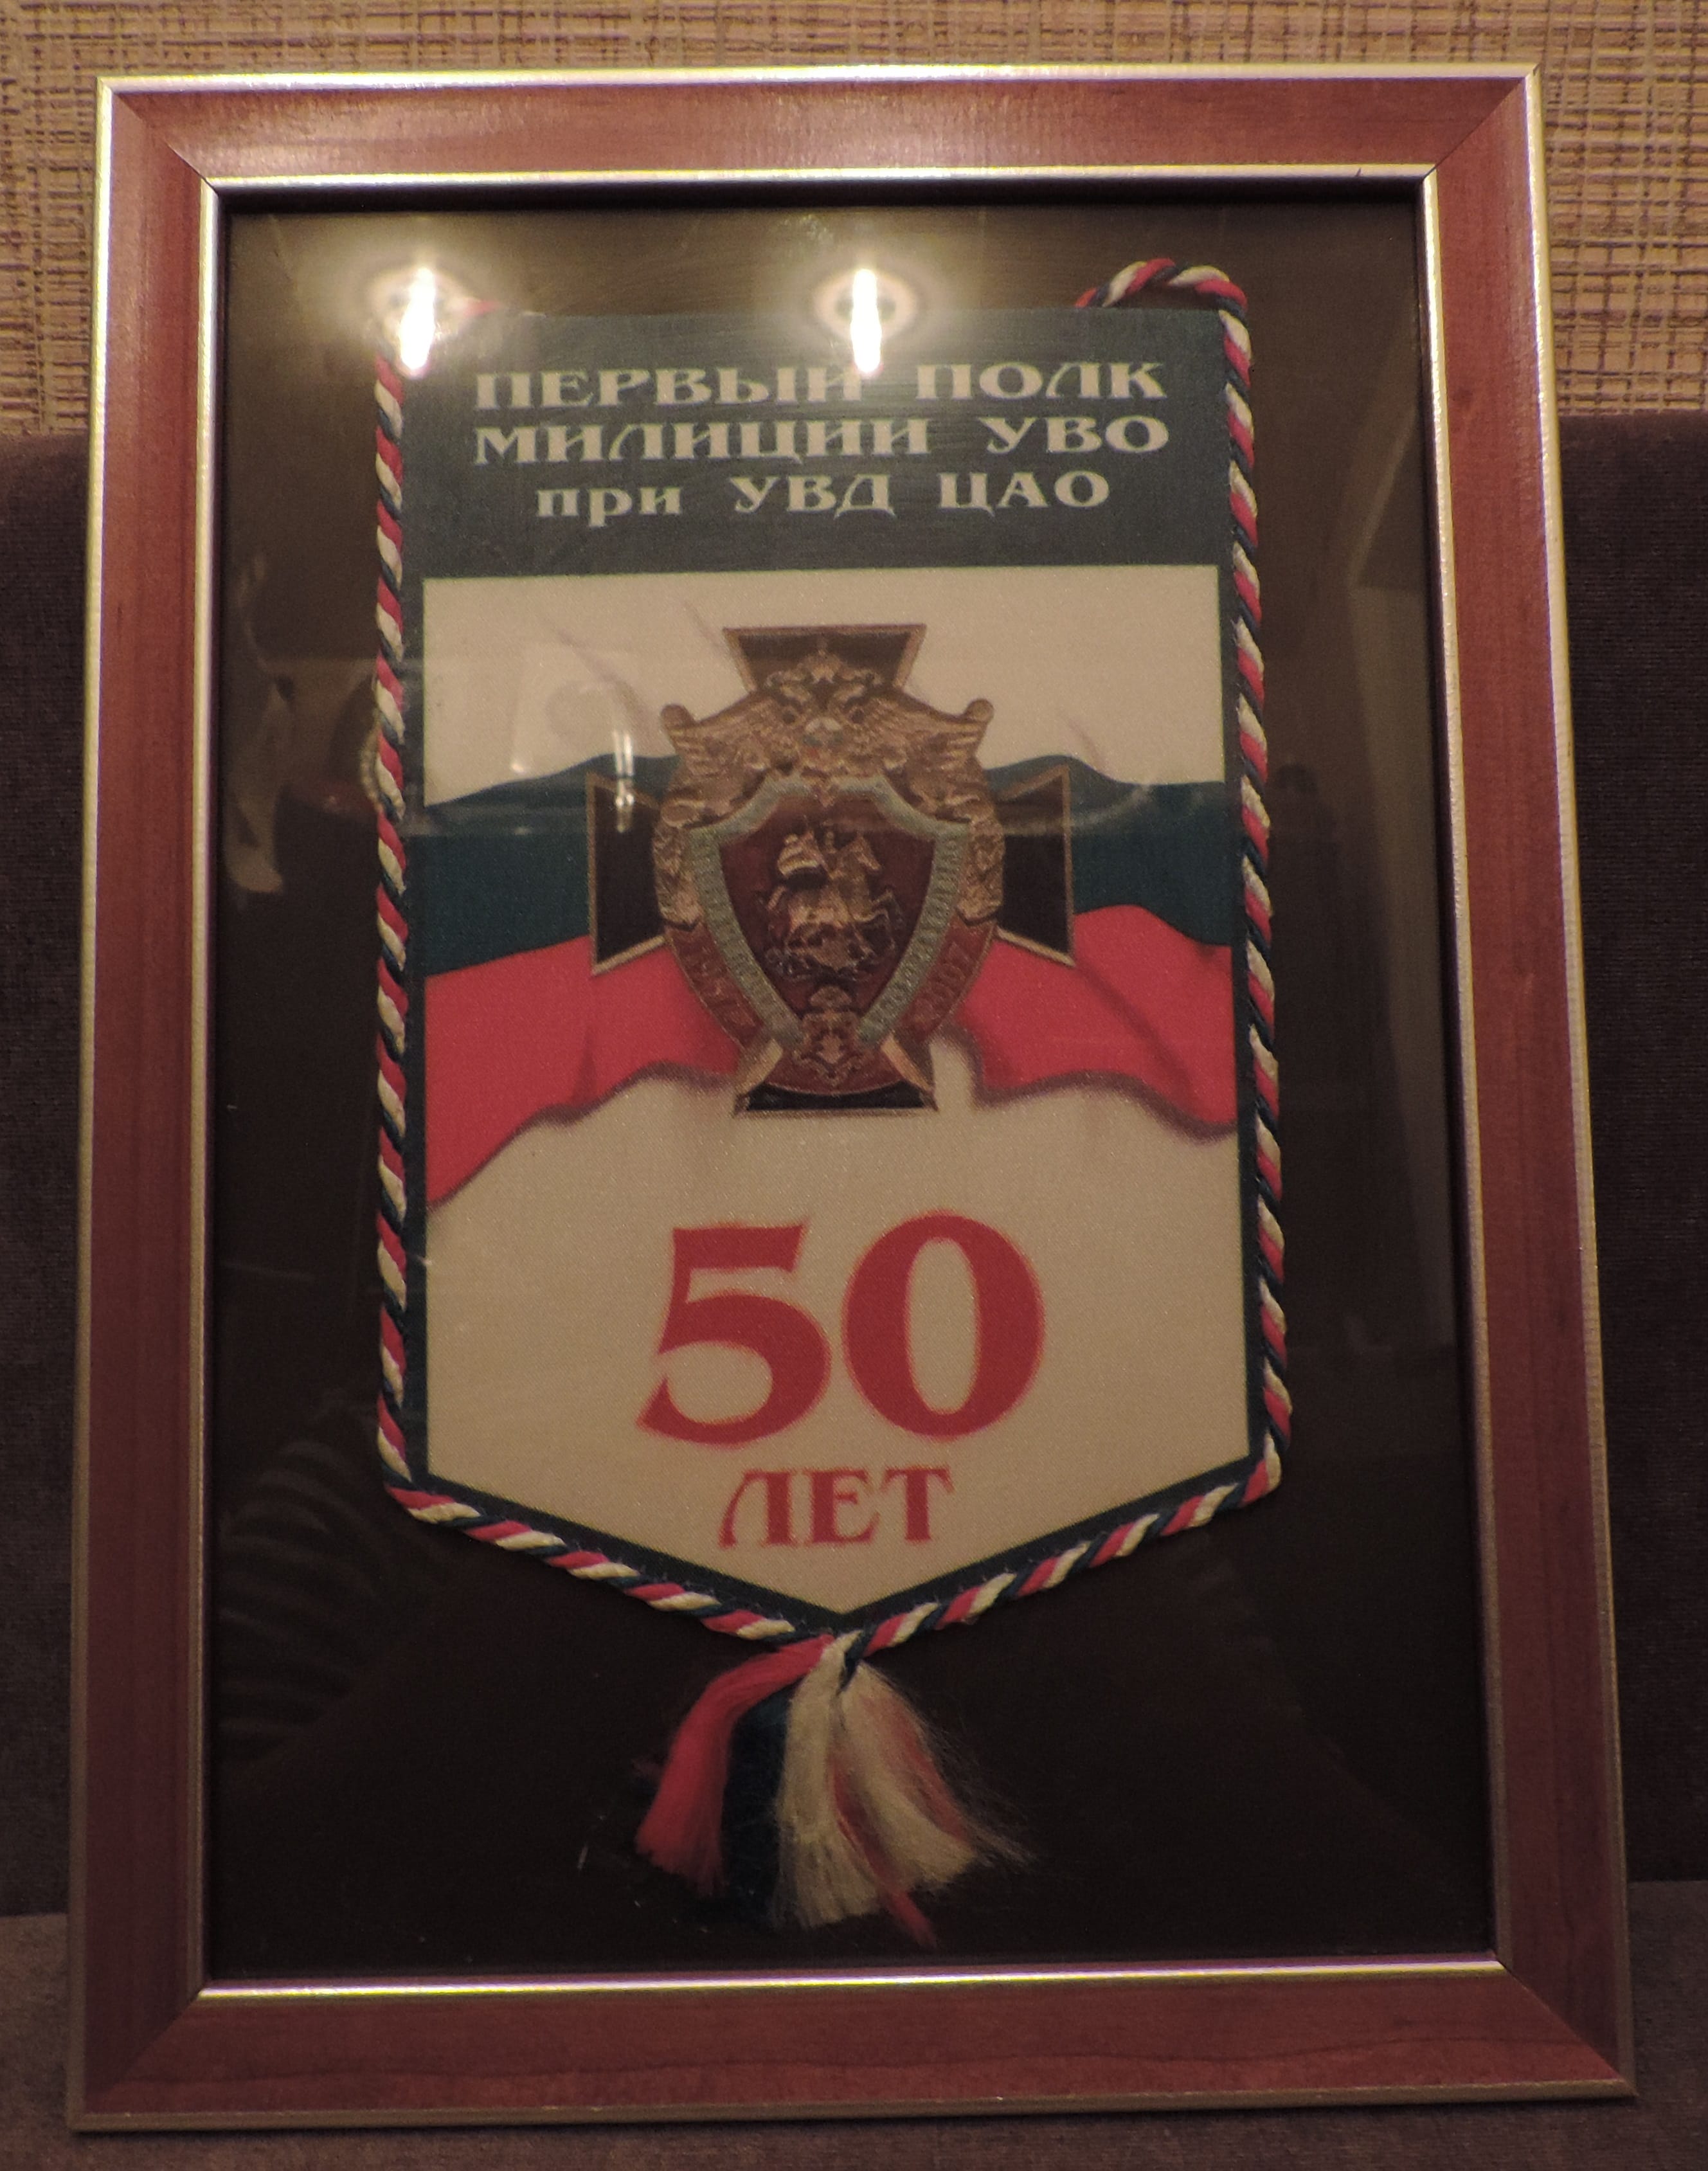 ПЕРВЫЙ ПОЛК
МИЛИЦИИ УВО
при УВД ЦАО
50
ЛЕТ